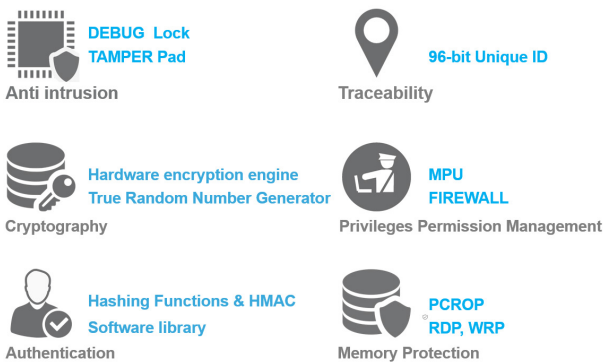 DEBUG Lock
TAMPER Pad
Anti intrusion
96-bit Unique ID
Traceability
Hardware encryption engine
True Random Number Generator
Cryptography
MPU
FIREWALL
Privileges Permission Management
Hashing Functions & HMAC
Software library
Authentication
PCROP
RDP, WRP
Memory Protection